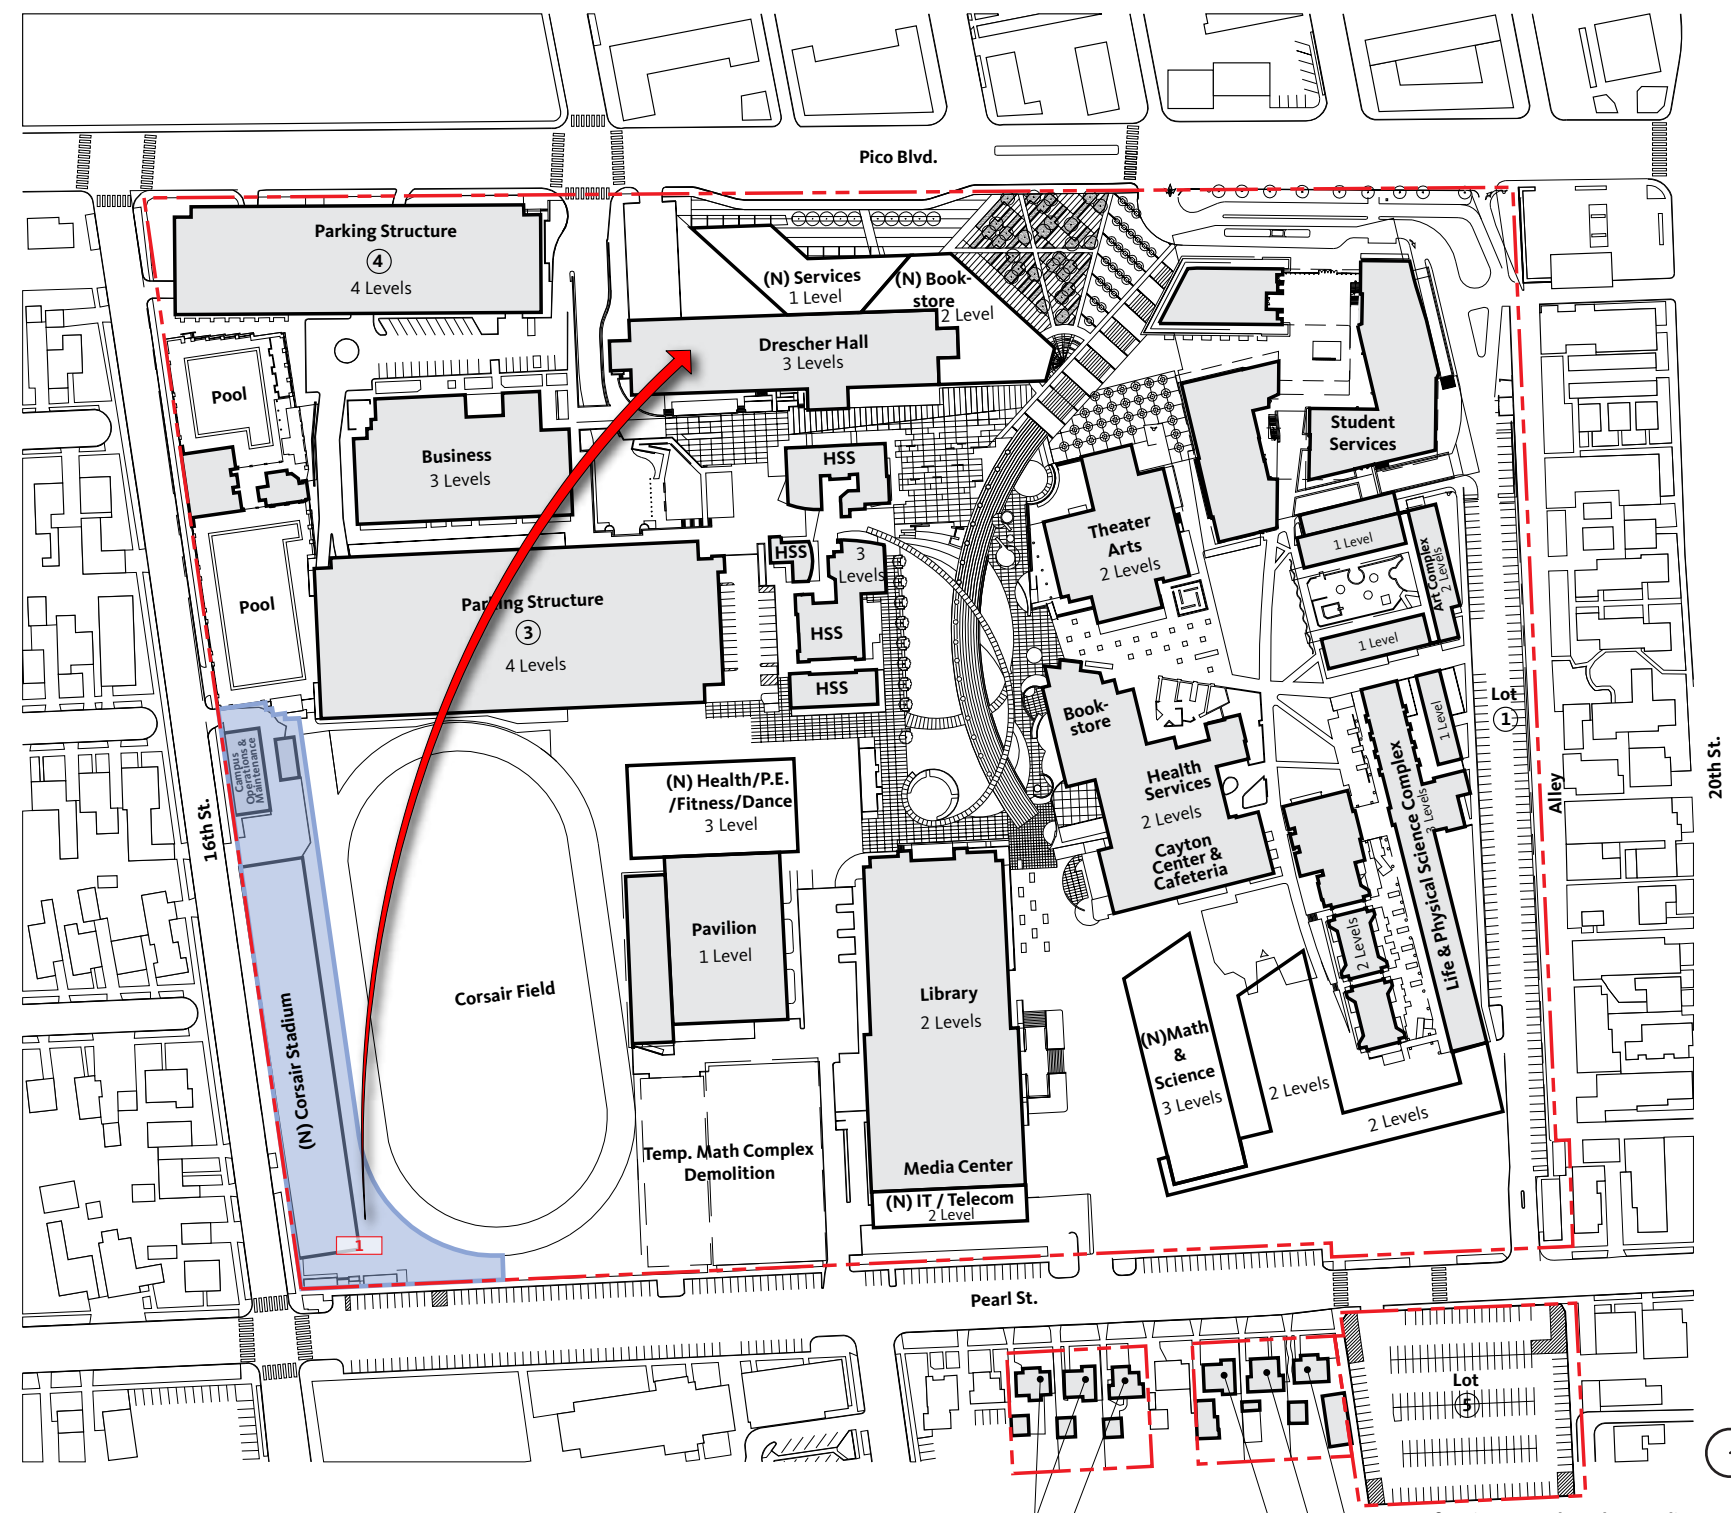 Pico Blvd.
Parking Structure
4
4 Levels
(N) Services
1 Level
(N) Book-
store
2 Level
Drescher Hall
3 Levels
Pool
Business
3 Levels
HSS
Student
Services
Theater
Arts
2 Levels
1 Level
Art Complex
2 Levels
1 Level
HSS
3
Levels
HSS
HSS
Pool
Parking Structure
3
4 Levels
Lot
1
Alley
20th St.
16th St.
Campus
Operations &
Maintenance
Book-
store
Health
Services
2 Levels
Cayton
Center &
Cafeteria
1 Level
Life & Physical Science Complex
3 Levels
2 Levels
(N) Health/P.E.
/Fitness/Dance
3 Level
Pavilion
1 Level
Corsair Field
(N) Corsair Stadium
Library
2 Levels
Media Center
(N) IT / Telecom
2 Level
(N)Math
&
Science
3 Levels
2 Levels
2 Levels
Temp. Math Complex
Demolition
1
Pearl St.
Lot
5